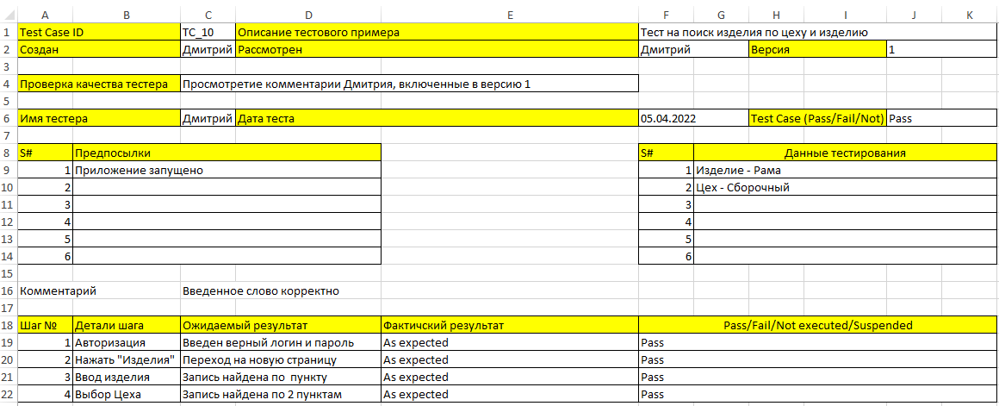 A B C D E F G H I J K
1 Test Case ID TC_10 Описание тестового примера Тест на поиск изделия по цеху и изделию
2 Создан Дмитрий Рассмотрен Дмитрий Версия 1
3
4 Проверка качества тестера Просмотретие комментарии Дмитрия, включенные в версию 1
5
6 Имя тестера Дмитрий Дата теста 05.04.2022 Test Case (Pass/Fail/Not) Pass
7
8 S# Предпосылки S# Данные тестирования
9 1 Приложение запущено 1 Изделие - Рама
10 2 2 Цех - Сборочный
11 3 3
12 4 4
13 5 5
14 6 6
15
16 Комментарий Введенное слово корректно
17
18 Шаг № Детали шага Ожидаемый результат Фактичский результат Pass/Fail/Not executed/Suspended
19 1 Авторизация Введен верный логин и пароль As expected Pass
20 2 Нажать "Изделия" Переход на новую страницу As expected Pass
21 3 Ввод изделия Запись найдена по пункту As expected Pass
22 4 Выбор Цеха Запись найдена по 2 пунктам As expected Pass